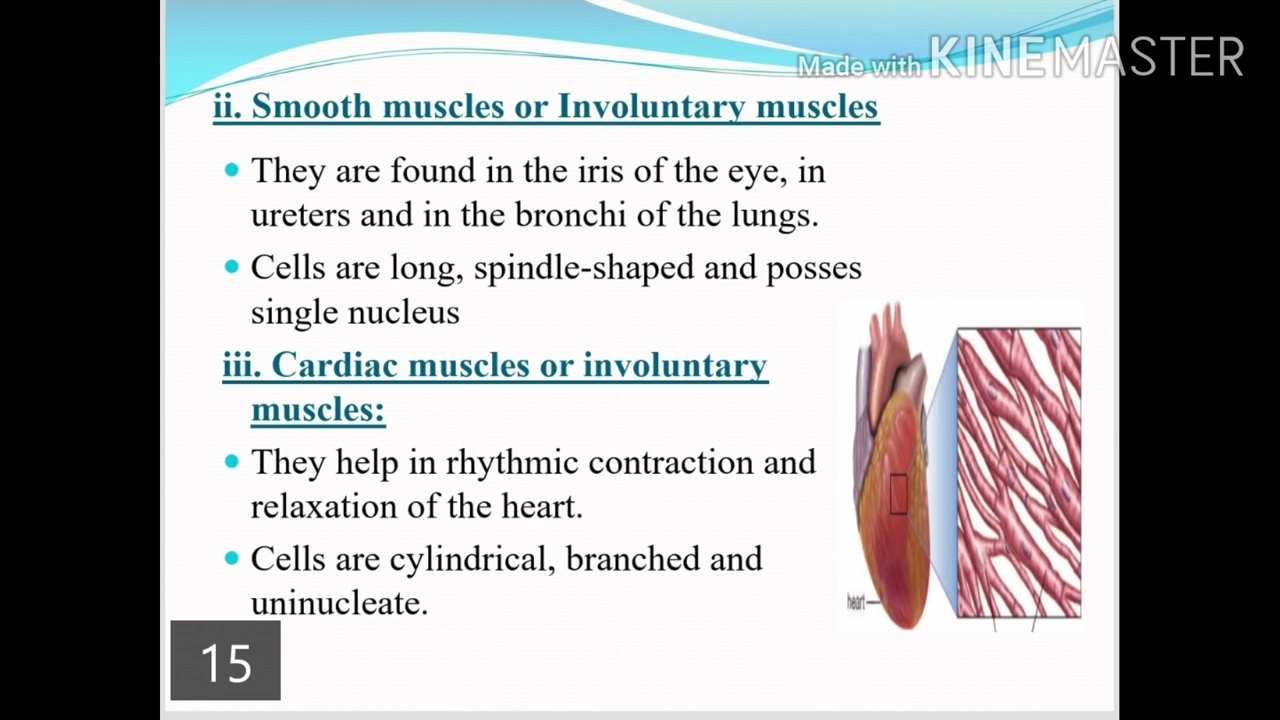 Made with KINEMASTER
ii. Smooth muscles or Involuntary muscles
They are found in the iris of the eye, in
ureters and in the bronchi of the lungs.
Cells are long, spindle-shaped and posses
single nucleus
iii. Cardiac muscles or involuntary
muscles:
They help in rhythmic contraction and
relaxation of the heart.
Cells are cylindrical, branched and
uninucleate.
heart
15